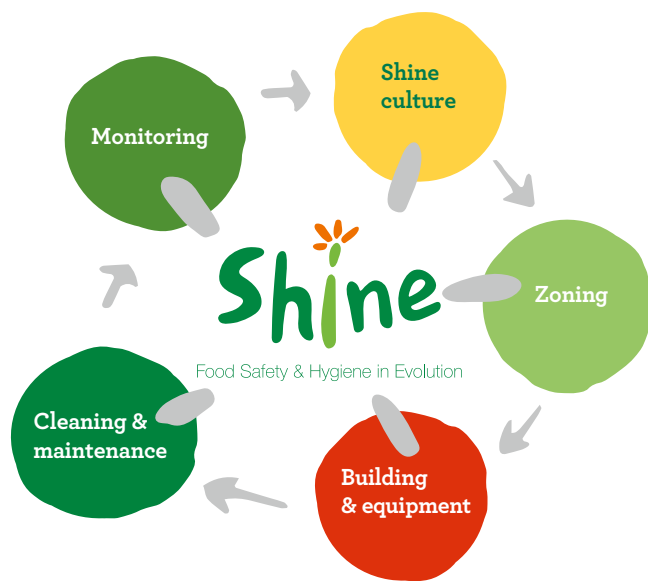 Shine
culture
Monitoring
Zoning
Shine
Food Safety & Hygiene in Evolution
Cleaning &
maintenance
Building
& equipment